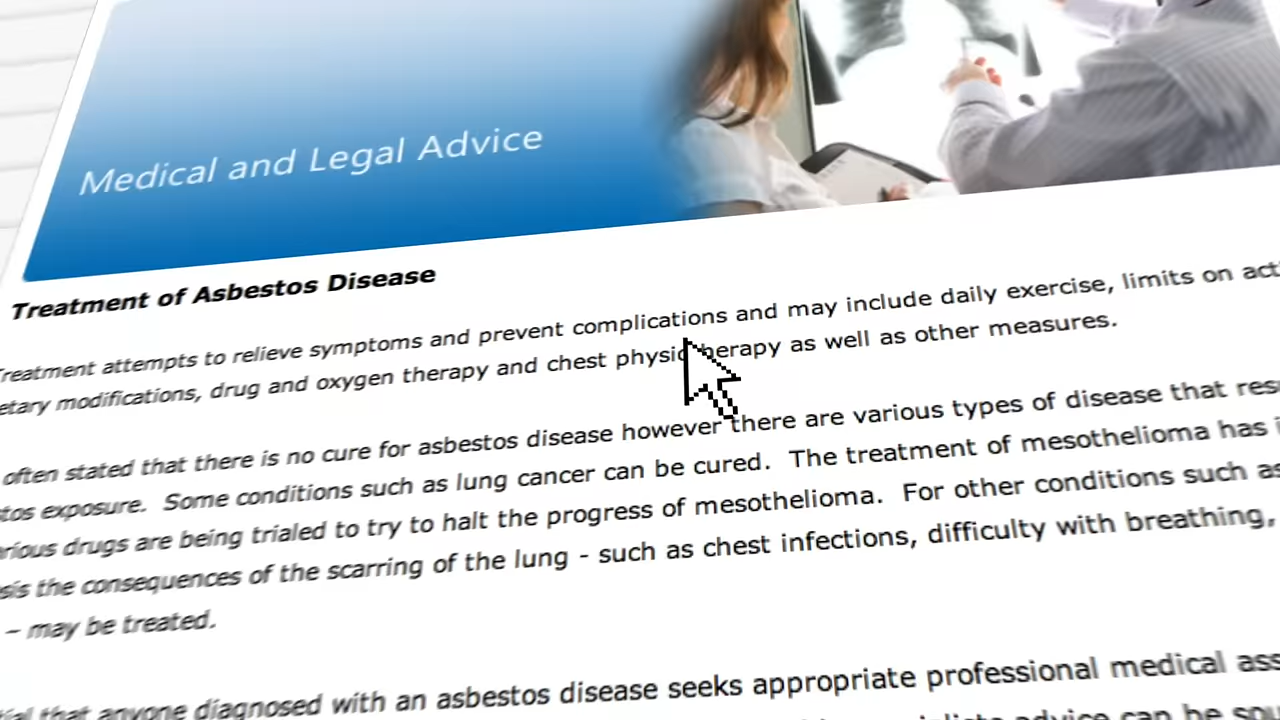 Medical and Legal Advice
Treatment of Asbestos Disease
Treatment attempts to relieve symptoms and prevent complications and may include daily exercise, limits on
etary modifications, drug and oxygen therapy and chest physiotherapy as well as other measures.
often stated that there is no cure for asbestos disease however there are various types of disease that
tos exposure.  Some conditions such as lung cancer can be cured.  The treatment of mesothelioma has
rious drugs are being trialed to try to halt the progress of mesothelioma.  For other conditions such
sis the consequences of the scarring of the lung - such as chest infections, difficulty with breathing,
– may be treated.
tial that anyone diagnosed with an asbestos disease seeks appropriate professional medical
advice can be